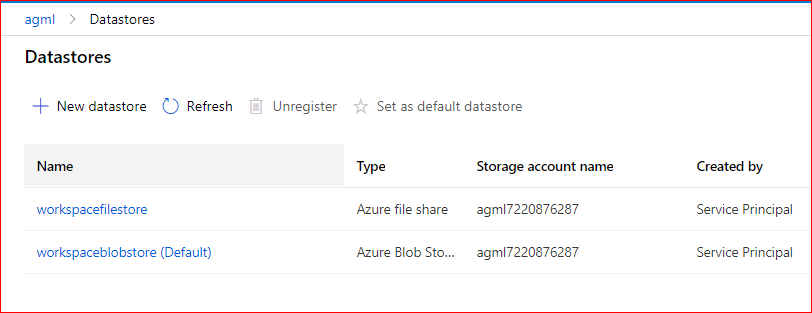 agml > Datastores
Datastores
New datastore Refresh Unregister Set as default datastore
Name Type Storage account name Created by
workspacefilestore Azure file share agml7220876287 Service Principal
workspaceblobstore (Default) Azure Blob Sto... agml7220876287 Service Principal